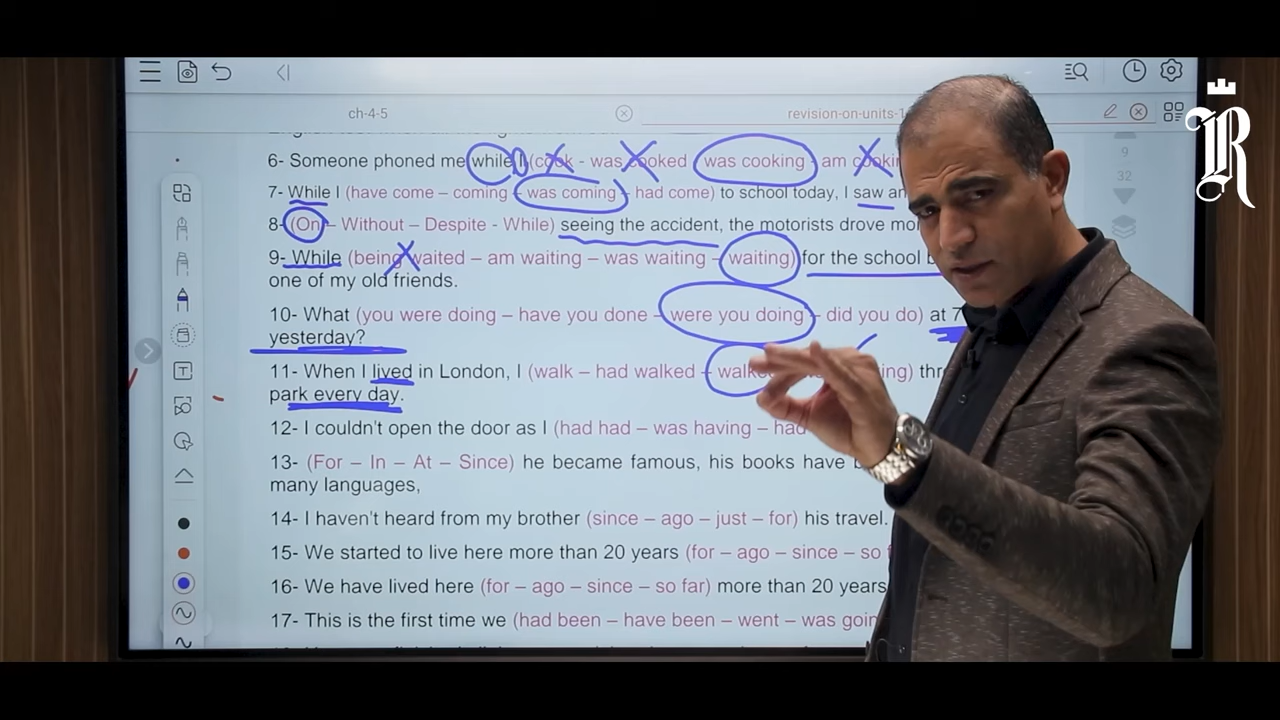 ch-4-5
revision-on-units-1
6- Someone phoned me while I (cook - was cooked was cooking am
7- While I (have come – coming – was coming – had come) to school today, I saw
8- (On – Without – Despite - While) seeing the accident, the motorists drove
9
32
9- While (being waited – am waiting – was waiting – waiting) for the school
one of my old friends.
10- What (you were doing – have you done – were you doing – did you do) at 7
yesterday?
11- When I lived in London, I (walk – had walked –
park every day.
12- I couldn't open the door as I (had had – was having – had
13- (For – In – At – Since) he became famous, his books have
many languages,
14- I haven't heard from my brother (since – ago – just – for) his travel.
15- We started to live here more than 20 years (for – ago – since – so
16- We have lived here (for – ago – since – so far) more than 20 years
17- This is the first time we (had been – have been – went – was
R